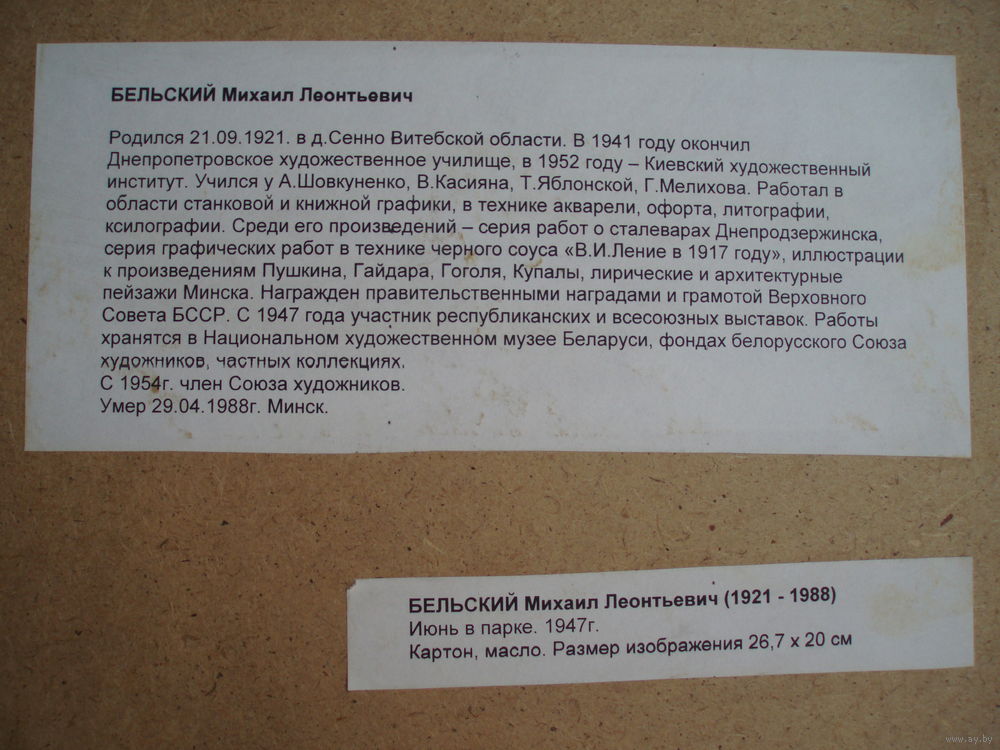 БЕЛЬСКИЙ Михаил Леонтьевич
Родился 21.09.1921. в д.Сенно Витебской области. В 1941 году окончил
Днепропетровское художественное училище, в 1952 году – Киевский художественный
институт. Учился у А.Шовкуненко, В.Касияна, Т.Яблонской, Г.Мелихова. Работал в
области станковой и книжной графики, в технике акварели, офорта, литографии,
ксилографии. Среди его произведений – серия работ о сталеварах Днепродзержинска,
серия графических работ в технике черного соуса «В.И.Ление в 1917 году», иллюстрации
к произведениям Пушкина, Гайдара, Гоголя, Купалы, лирические и архитектурные
пейзажи Минска. Награжден правительственными наградами и грамотой Верховного
Совета БССР. С 1947 года участник республиканских и всесоюзных выставок. Работы
хранятся в Национальном художественном музее Беларуси, фондах белорусского Союза
художников, частных коллекциях.
С 1954г. член Союза художников.
Умер 29.04.1988г. Минск.
БЕЛЬСКИЙ Михаил Леонтьевич (1921 - 1988)
Июнь в парке. 1947г.
Картон, масло. Размер изображения 26,7 х 20 см
www.ay.by